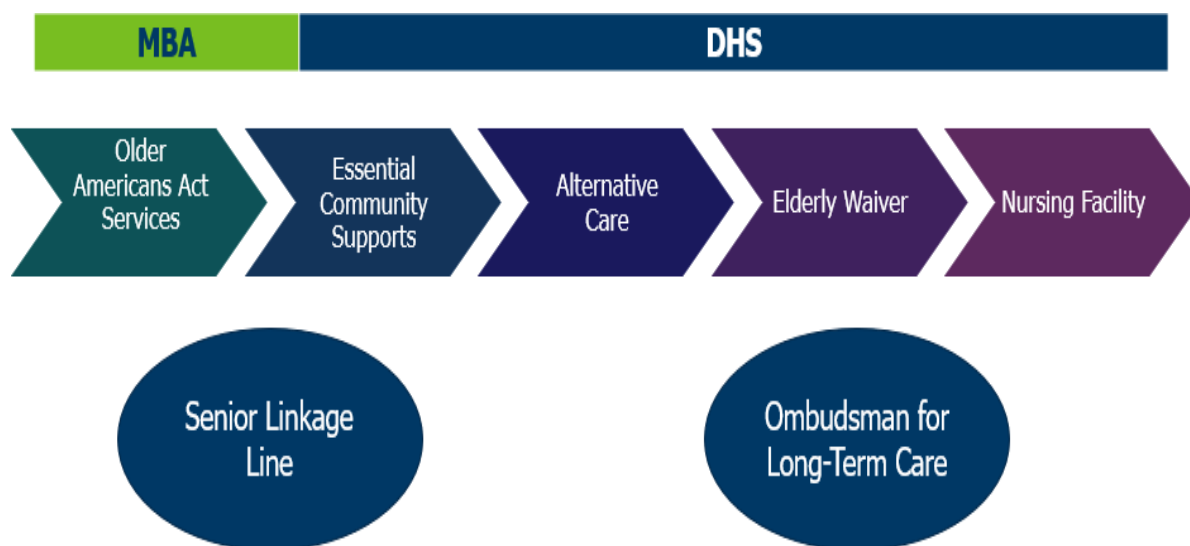 MBA
DHS
Older
Americans Act
Services
Essential
Community
Supports
Alternative
Care
Elderly Waiver
Nursing Facility
Senior Linkage
Line
Ombudsman for
Long-Term Care